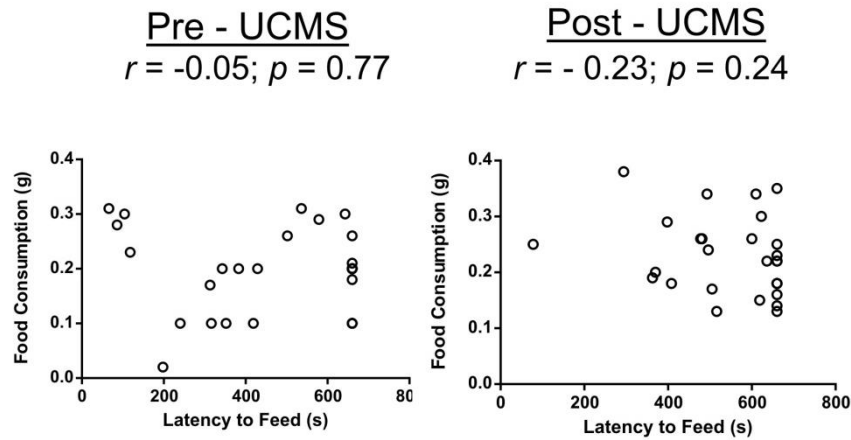 Pre - UCMS
r = -0.05; p = 0.77
Food Consumption (g)
0.4
0.3
0.2
0.1
0.0
0 200 400 600 80
Latency to Feed (s)
Post - UCMS
r = - 0.23; p = 0.24
Food Consumption (g)
0.4
0.3
0.2
0.1
0.0
0 200 400 600 800
Latency to Feed (s)